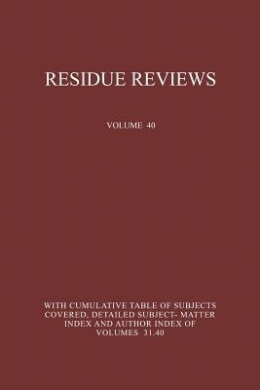 RESIDUE REVIEWS
VOLUME 40
WITH CUMULATIVE TABLE OF SUBJECTS
COVERED, DETAILED SUBJECT- MATTER
INDEX AND AUTHOR INDEX OF
VOLUMES 31.40